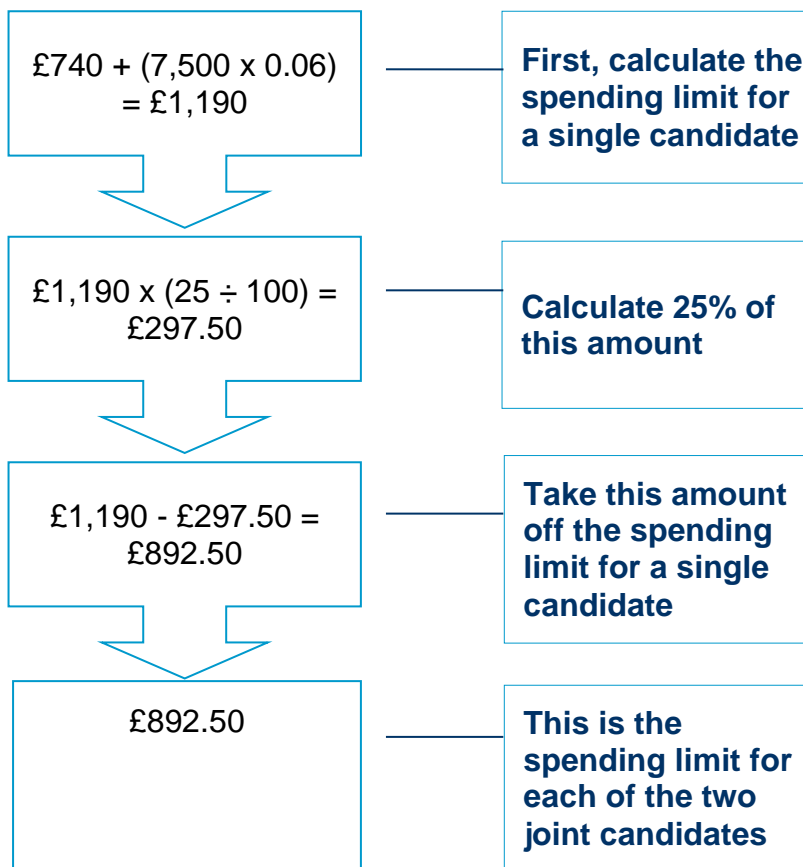 £740 + (7,500 x 0.06)
= £1,190
First, calculate the
spending limit for
a single candidate
£1,190 x (25 ÷ 100) =
£297.50
Calculate 25% of
this amount
£1,190 - £297.50 =
£892.50
Take this amount
off the spending
limit for a single
candidate
£892.50
This is the
spending limit for
each of the two
joint candidates